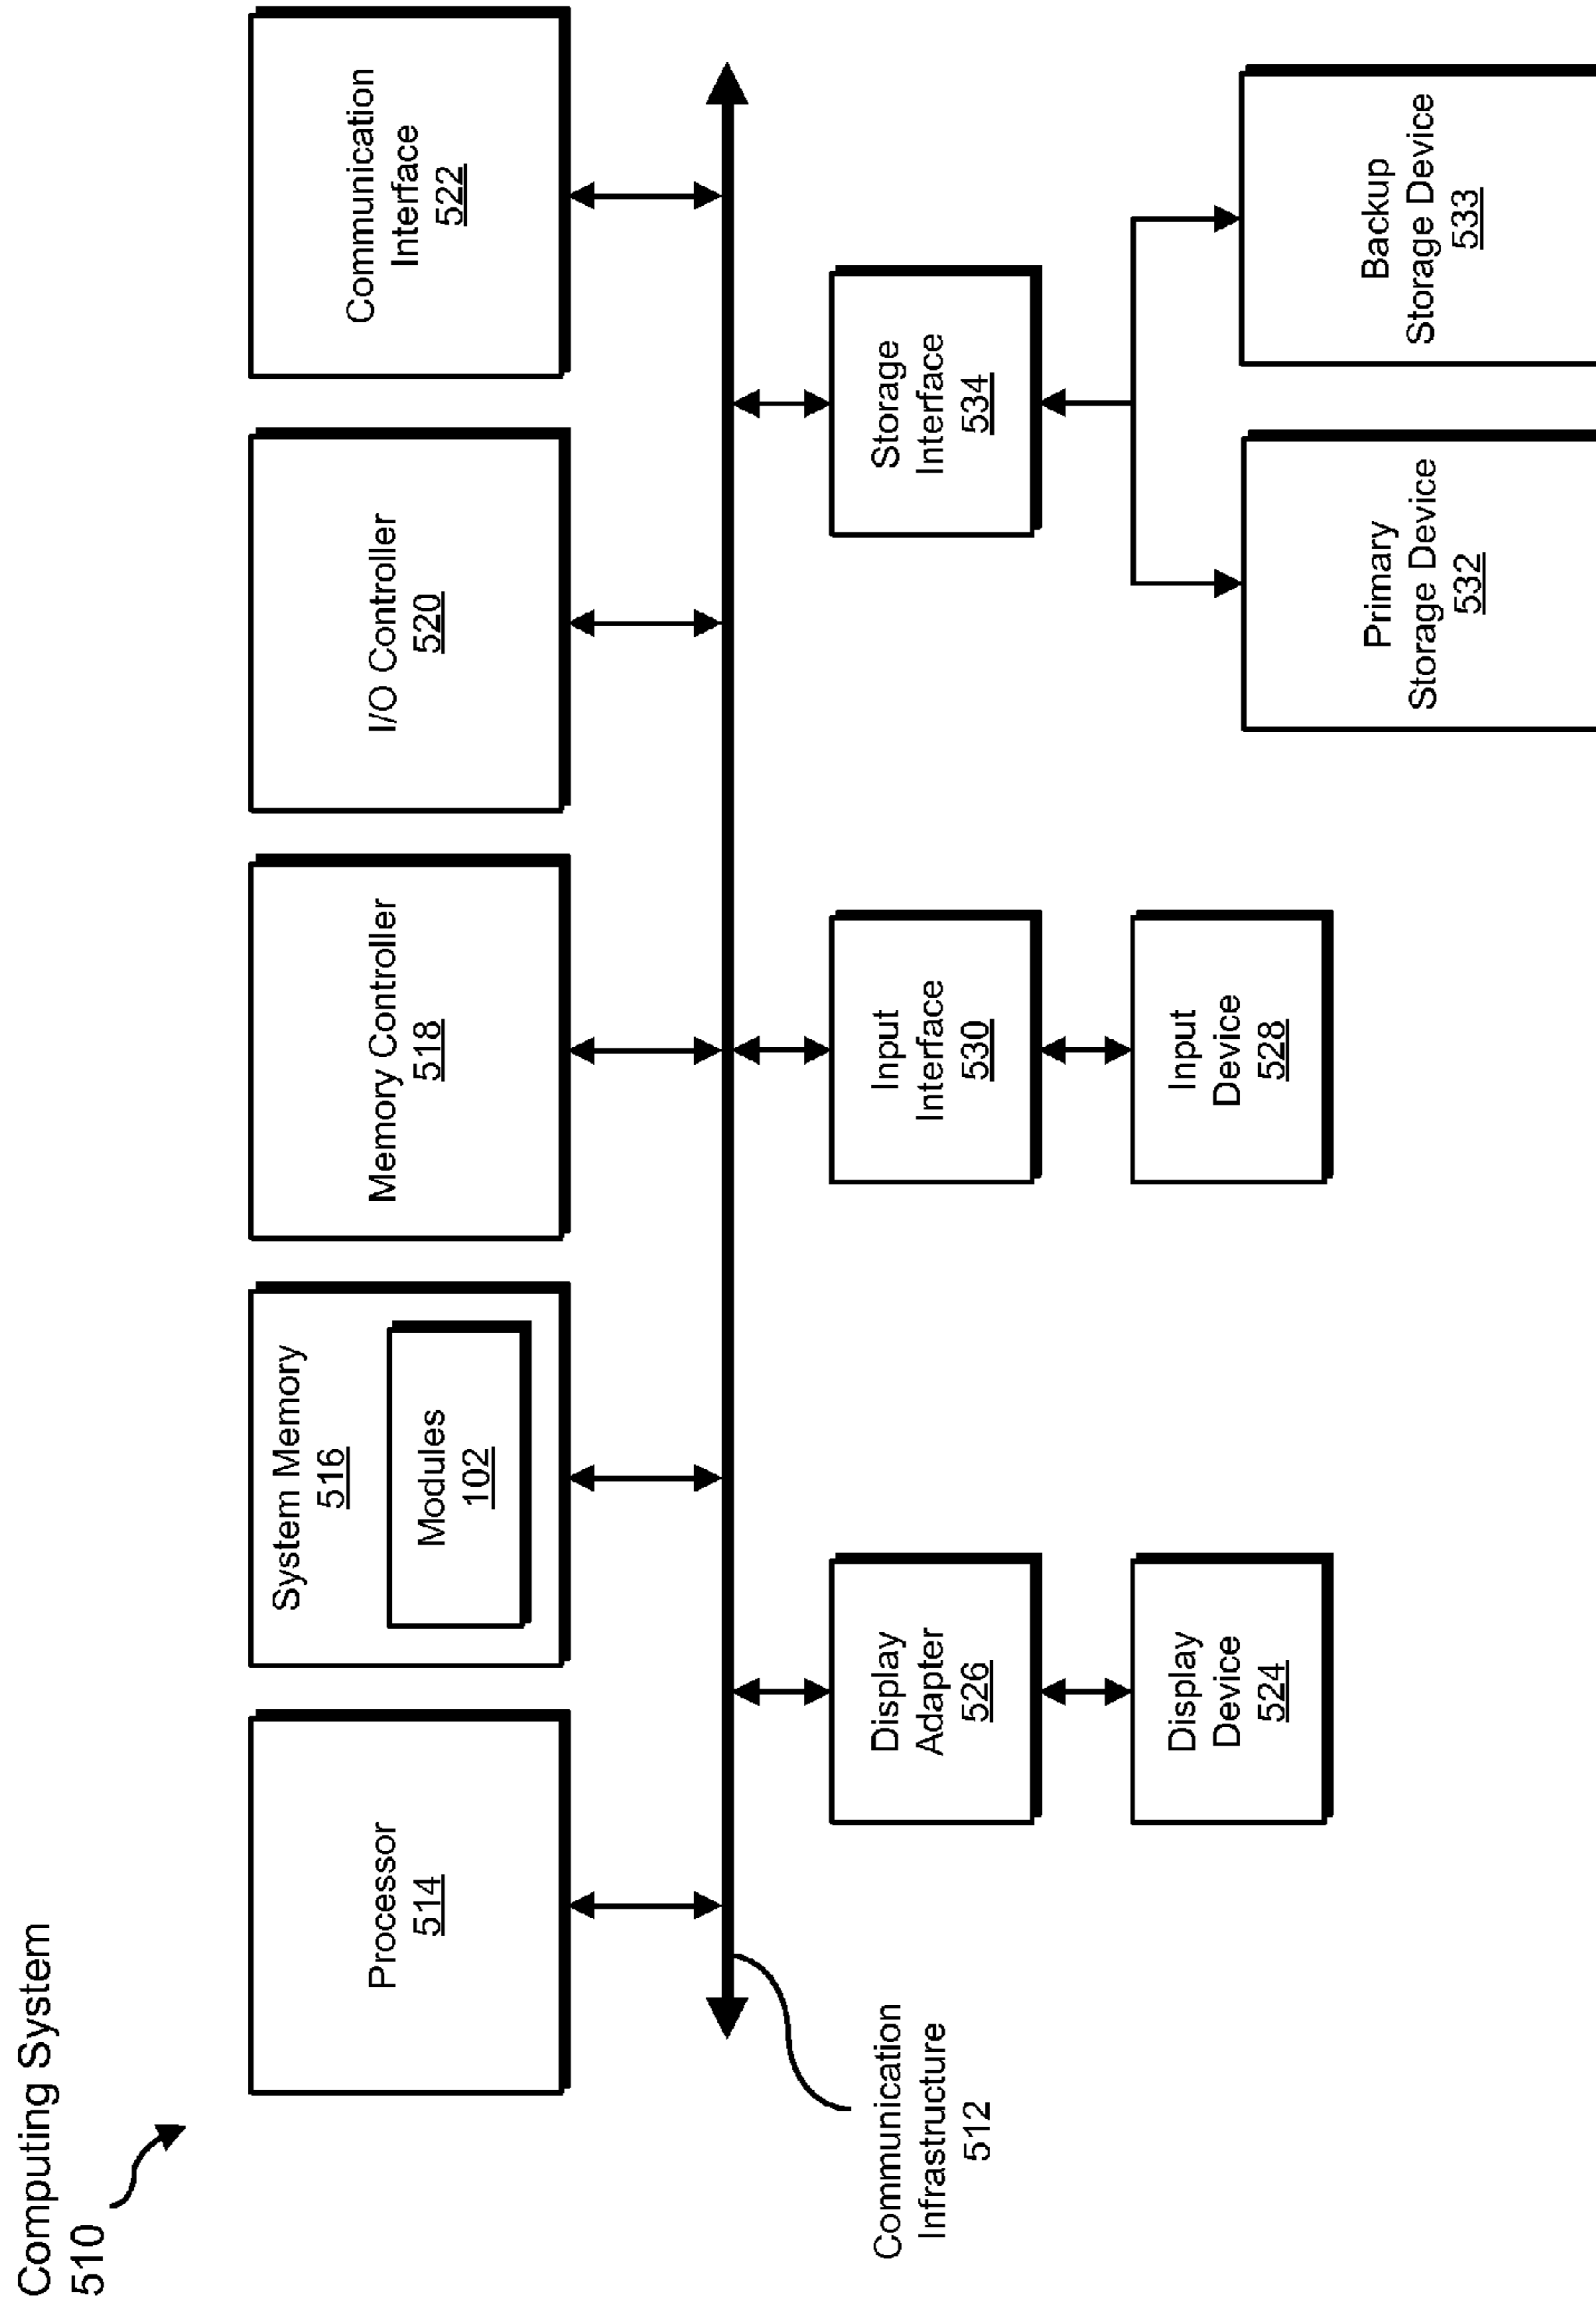 Computing System
510
Processor
514
System Memory
516
Modules
102
Memory Controller
518
I/O Controller
520
Communication
Interface
522
Communication
Infrastructure
512
Display
Adapter
526
Input
Interface
530
Storage
Interface
534
Display
Device
524
Input
Device
528
Primary
Storage Device
532
Backup
Storage Device
533